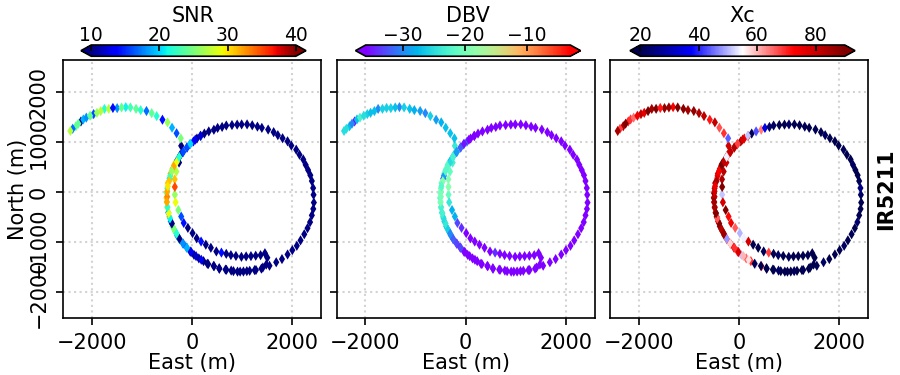 SNR
DBV
Xc
10 20 30 40
−30 −20 −10
20 40 60 80
North (m)
−2000
−1000
0
1000
2000
−2000 0 2000
−2000 0 2000
−2000 0 2000
East (m)
East (m)
East (m)
IR5211